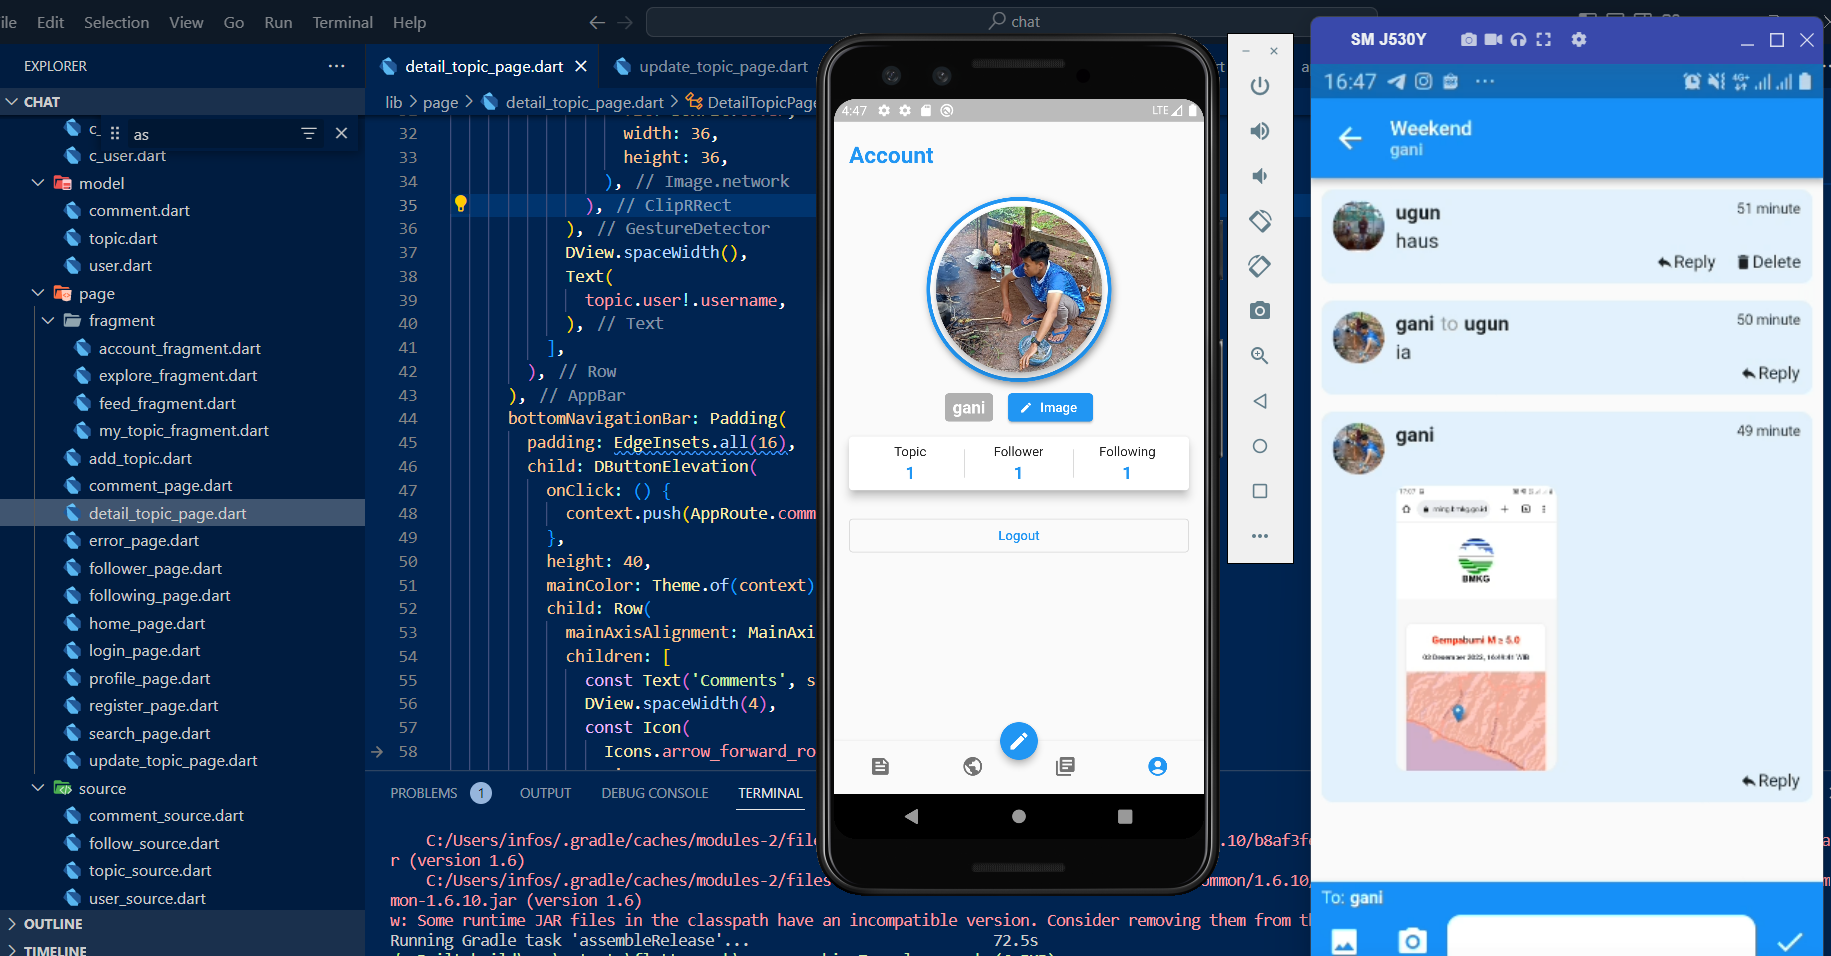 ile Edit Selection View Go Run Terminal Help
chat
EXPLORER
CHAT
as
c_
c_user.dart
model
comment.dart
topic.dart
user.dart
page
fragment
account_fragment.dart
explore_fragment.dart
feed_fragment.dart
my_topic_fragment.dart
add_topic.dart
comment_page.dart
detail_topic_page.dart
error_page.dart
follower_page.dart
following_page.dart
home_page.dart
login_page.dart
profile_page.dart
register_page.dart
search_page.dart
update_topic_page.dart
source
comment_source.dart
follow_source.dart
topic_source.dart
user_source.dart
OUTLINE
TIMELINE
detail_topic_page.dart
update_topic_page.dart
lib > page > detail_topic_page.dart > DetailTopicPage
32 width: 36,
33 height: 36,
34 ), // Image.network
35 ), // ClipRRect
36 ), // GestureDetector
37 DView.spaceWidth(),
38 Text(
39 topic.user!.username,
40 ), // Text
41 ],
42 ), // Row
43 ), // AppBar
44 bottomNavigationBar: Padding(
45 padding: EdgeInsets.all(16),
46 child: DButtonElevation(
47 onClick: () {
48 context.push(AppRoute.comm
49 },
50 height: 40,
51 mainColor: Theme.of(context)
52 child: Row(
53 mainAxisAlignment: MainAxi
54 children: [
55 const Text('Comments', s
56 DView.spaceWidth(4),
57 const Icon(
58 Icons.arrow_forward_ro
PROBLEMS 1 OUTPUT DEBUG CONSOLE TERMINAL
C:/Users/infos/.gradle/caches/modules-2/file
.10/b8af3f
r (version 1.6)
C:/Users/infos/.gradle/caches/modules-2/files
ommon/1.6.10
mon-1.6.10.jar (version 1.6)
w: Some runtime JAR files in the classpath have an incompatible version. Consider removing them from t
Running Gradle task 'assembleRelease'... 72.5s
4:47
LTE
Account
gani
Image
Topic Follower Following
1 1 1
Logout
SM J530Y
16:47
4G+
Weekend
gani
ugun
51 minute
haus
Reply Delete
gani to ugun
50 minute
ia
Reply
gani
49 minute
17:07
BMKG
Gempabumi M ≥ 5.0
Reply
To: gani